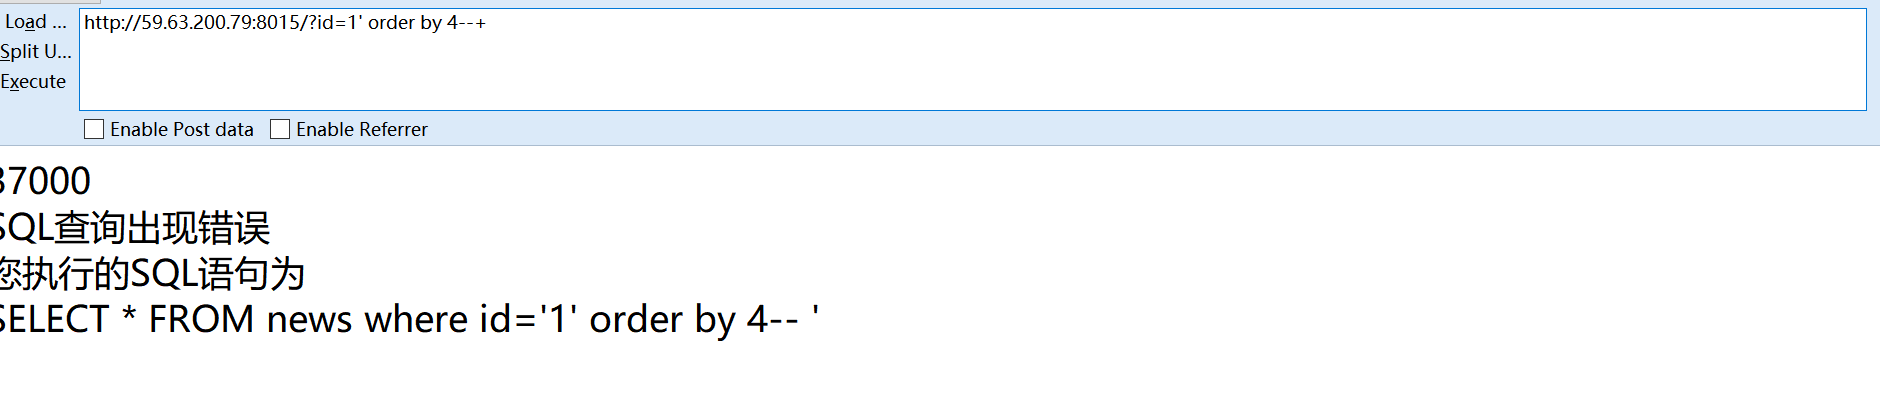 Load ...
http://59.63.200.79:8015/?id=1' order by 4--+
Split U...
Execute
Enable Post data
Enable Referrer
37000
SQL查询出现错误
您执行的SQL语句为
SELECT * FROM news where id='1' order by 4-- '